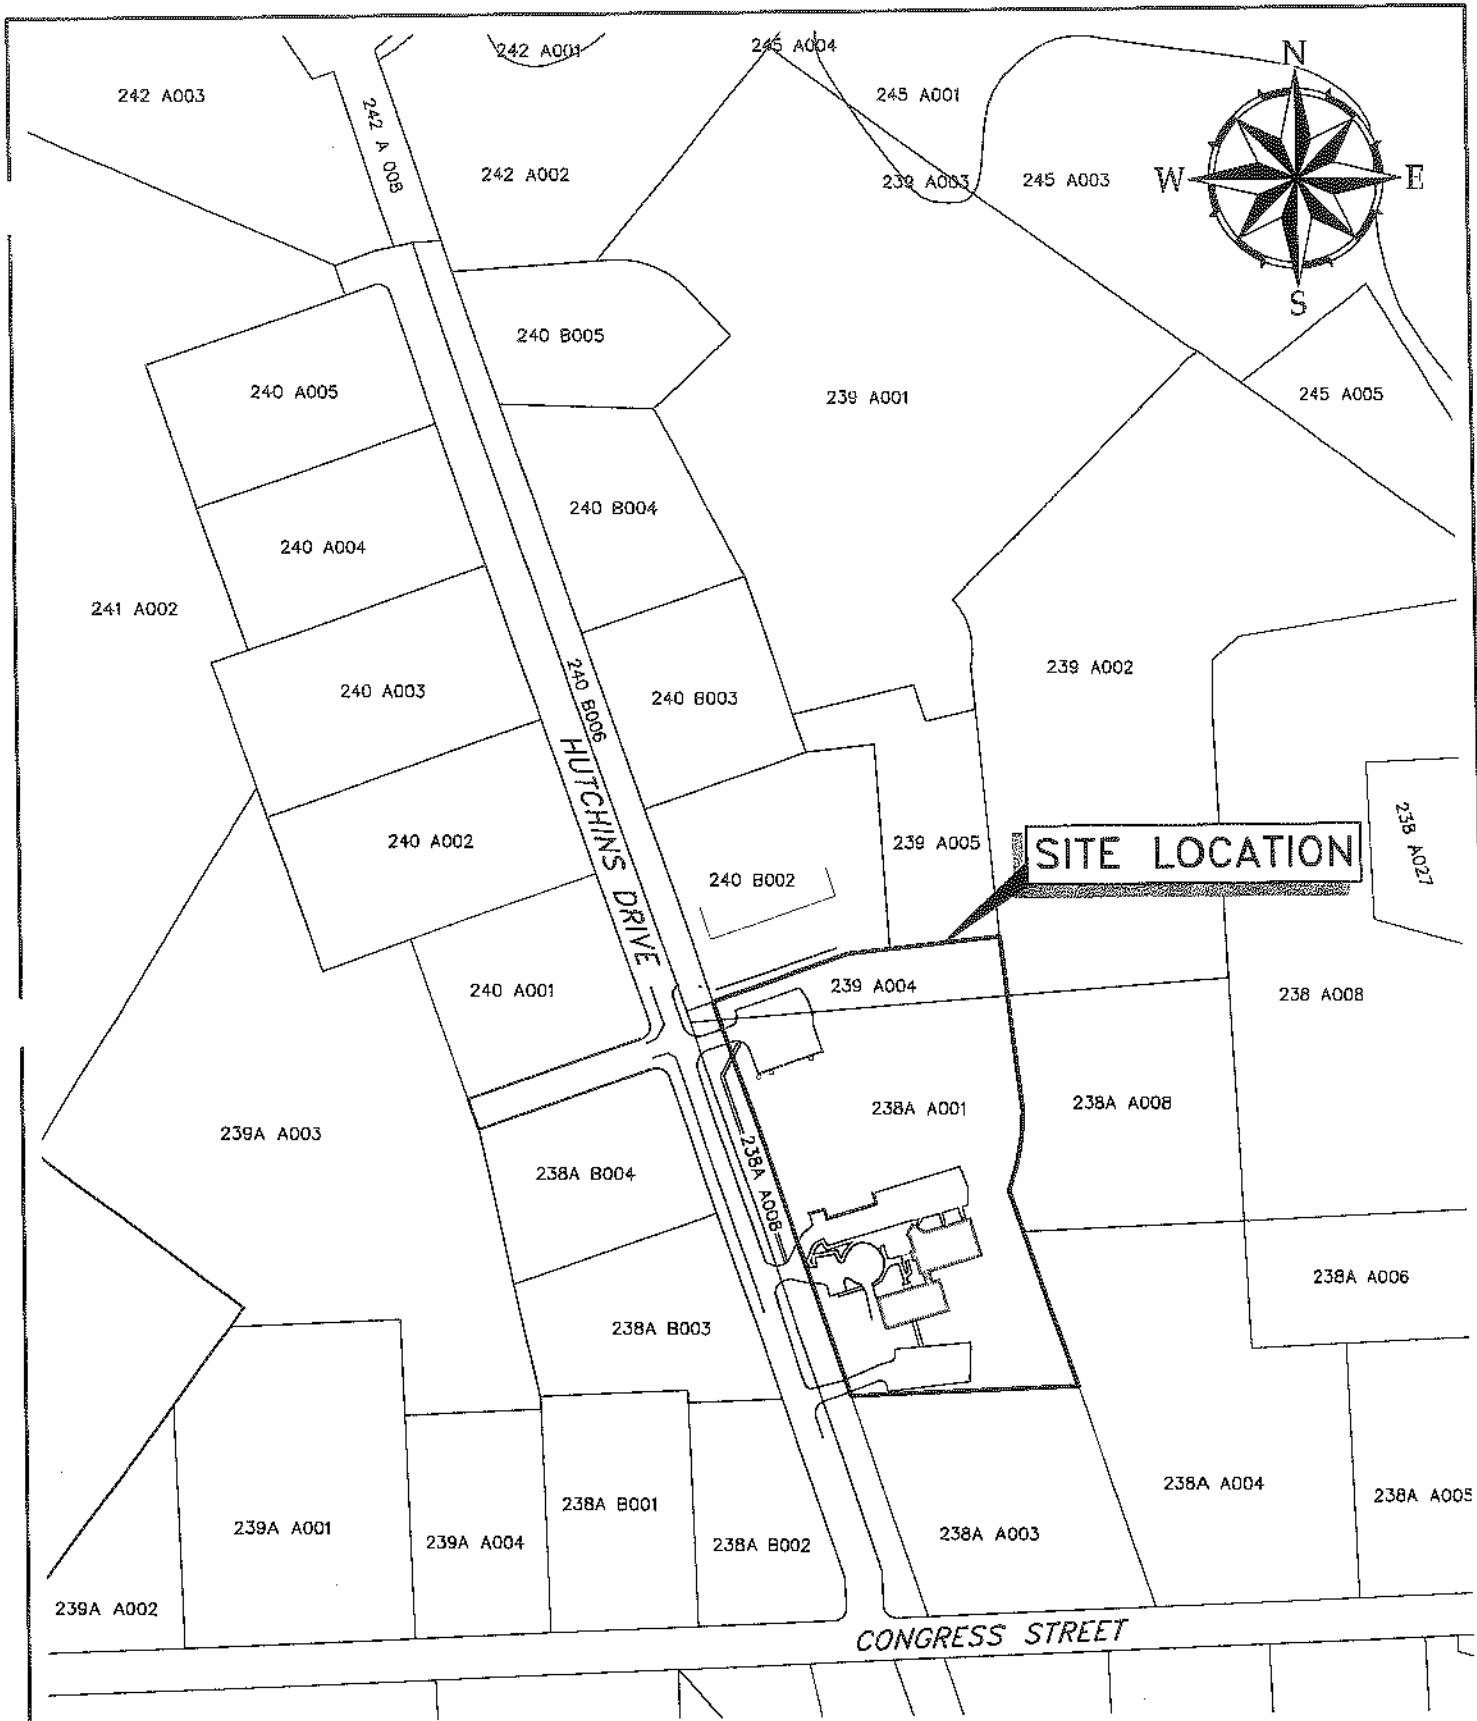 242 A001
245 A004
N
242 A003
245 A001
242 A 008
242 A002
239 A003
245 A003
W
E
S
240 B005
240 A005
239 A001
245 A005
240 B004
240 A004
241 A002
239 A002
240 A003
240 B006
240 B003
HUTCHINS DRIVE
240 A002
239 A005
SITE LOCATION
238 A027
240 B002
240 A001
239 A004
238 A008
239A A003
238A A001
238A A008
238A B004
238A A008
238A A006
238A B003
238A A004
238A A005
238A B001
239A A001
239A A004
238A B002
238A A003
239A A002
CONGRESS STREET